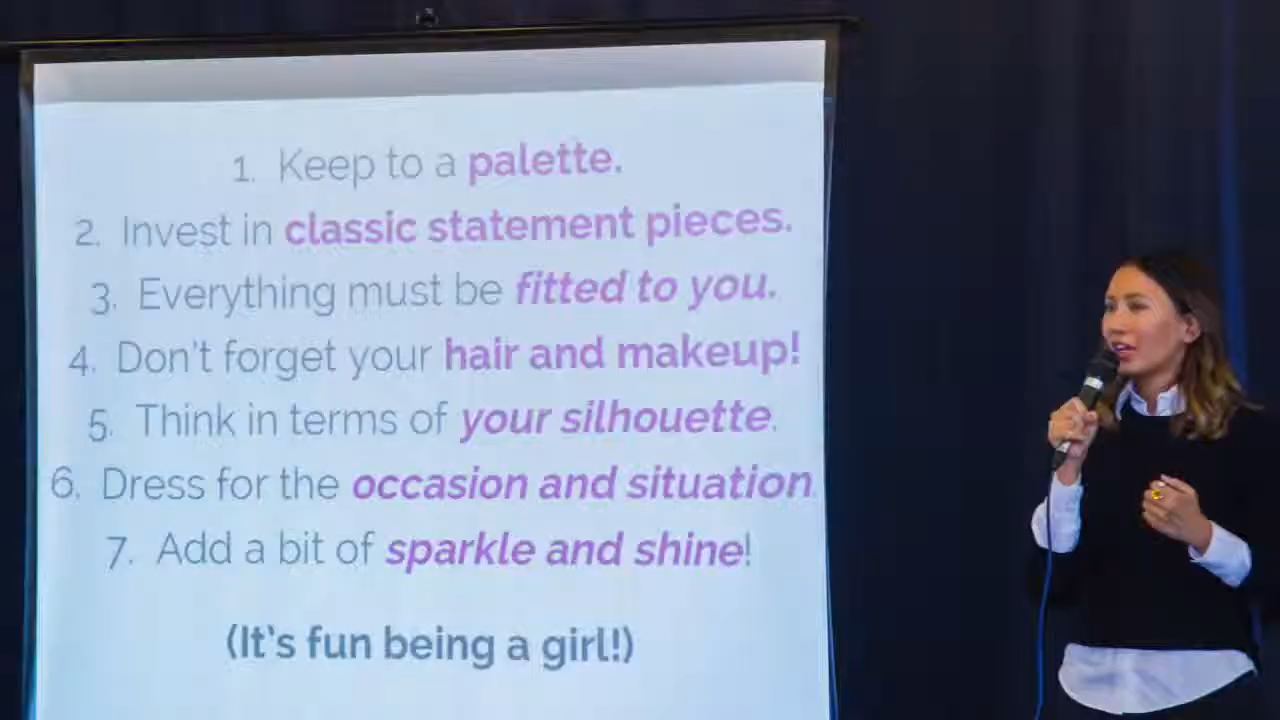 1. Keep to a palette.
2. Invest in classic statement pieces.
3. Everything must be fitted to you.
4. Don't forget your hair and makeup!
5. Think in terms of your silhouette.
6. Dress for the occasion and situation.
7. Add a bit of sparkle and shine!
(It's fun being a girl!)